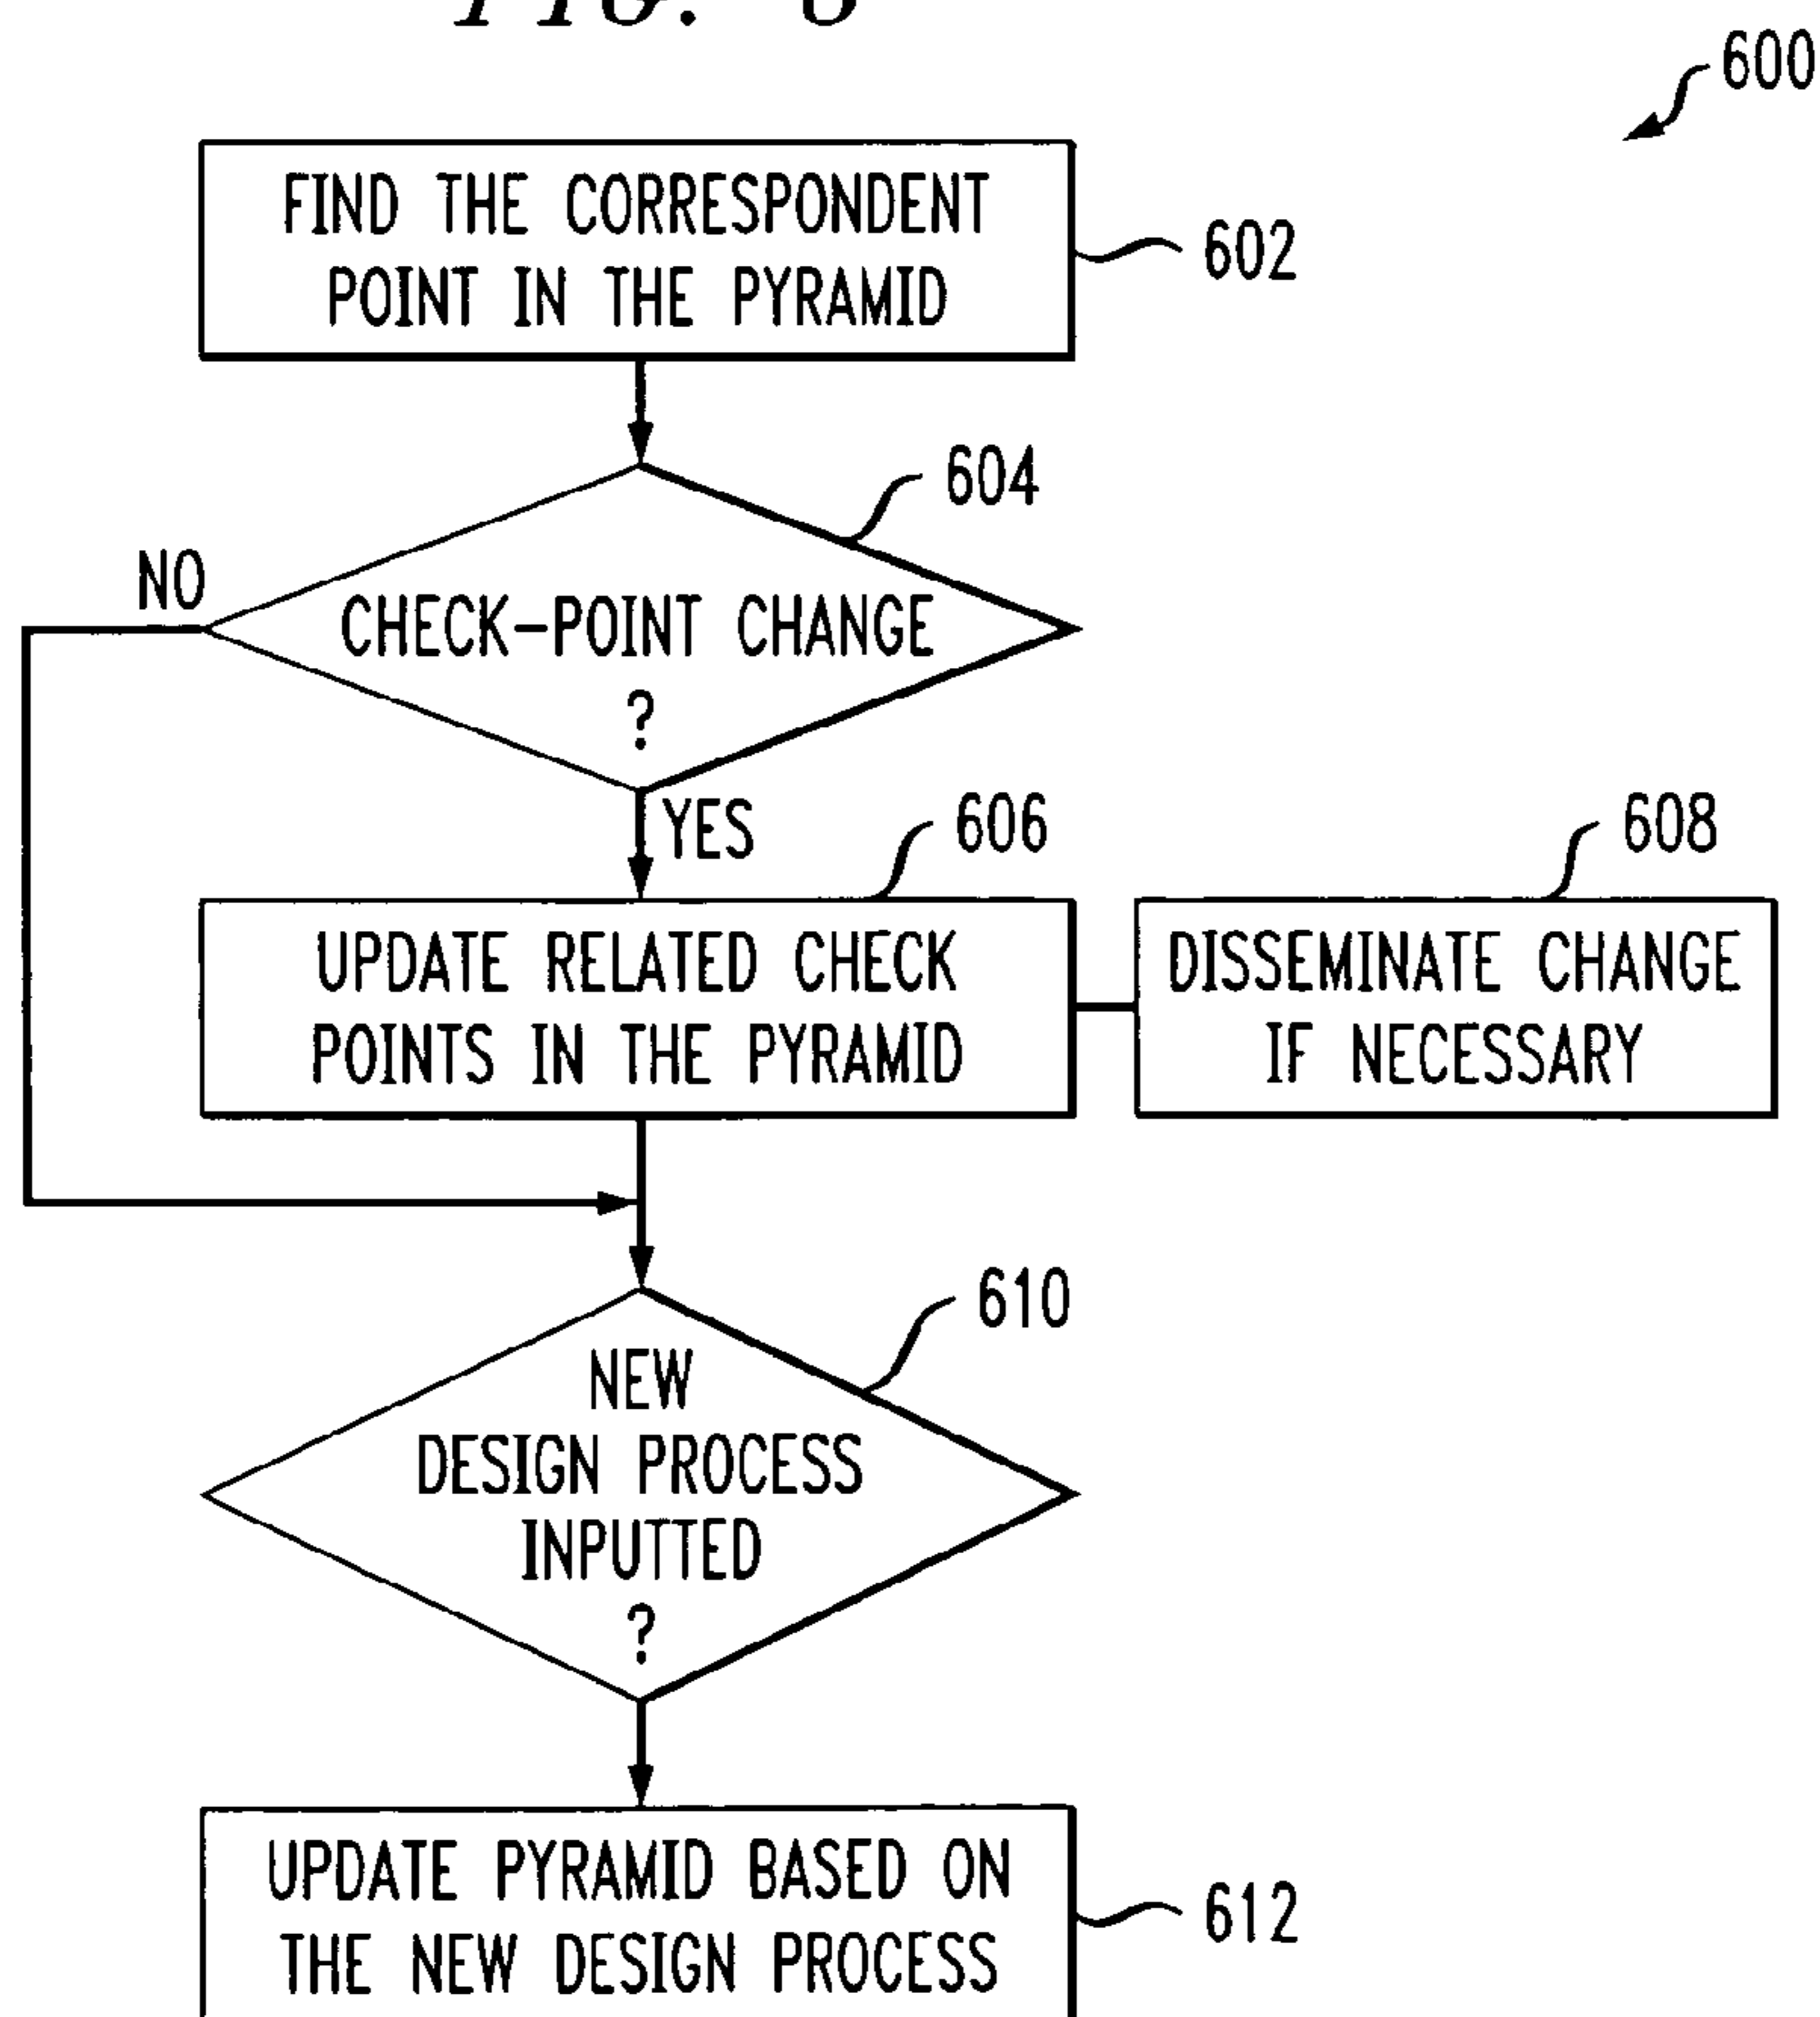 FIG.
600
FIND THE CORRESPONDENT
POINT IN THE PYRAMID
602
604
NO
CHECK-POINT CHANGE
?
YES
606
608
UPDATE RELATED CHECK
POINTS IN THE PYRAMID
DISSEMINATE CHANGE
IF NECESSARY
610
NEW
DESIGN PROCESS
INPUTTED
?
UPDATE PYRAMID BASED ON
THE NEW DESIGN PROCESS
612